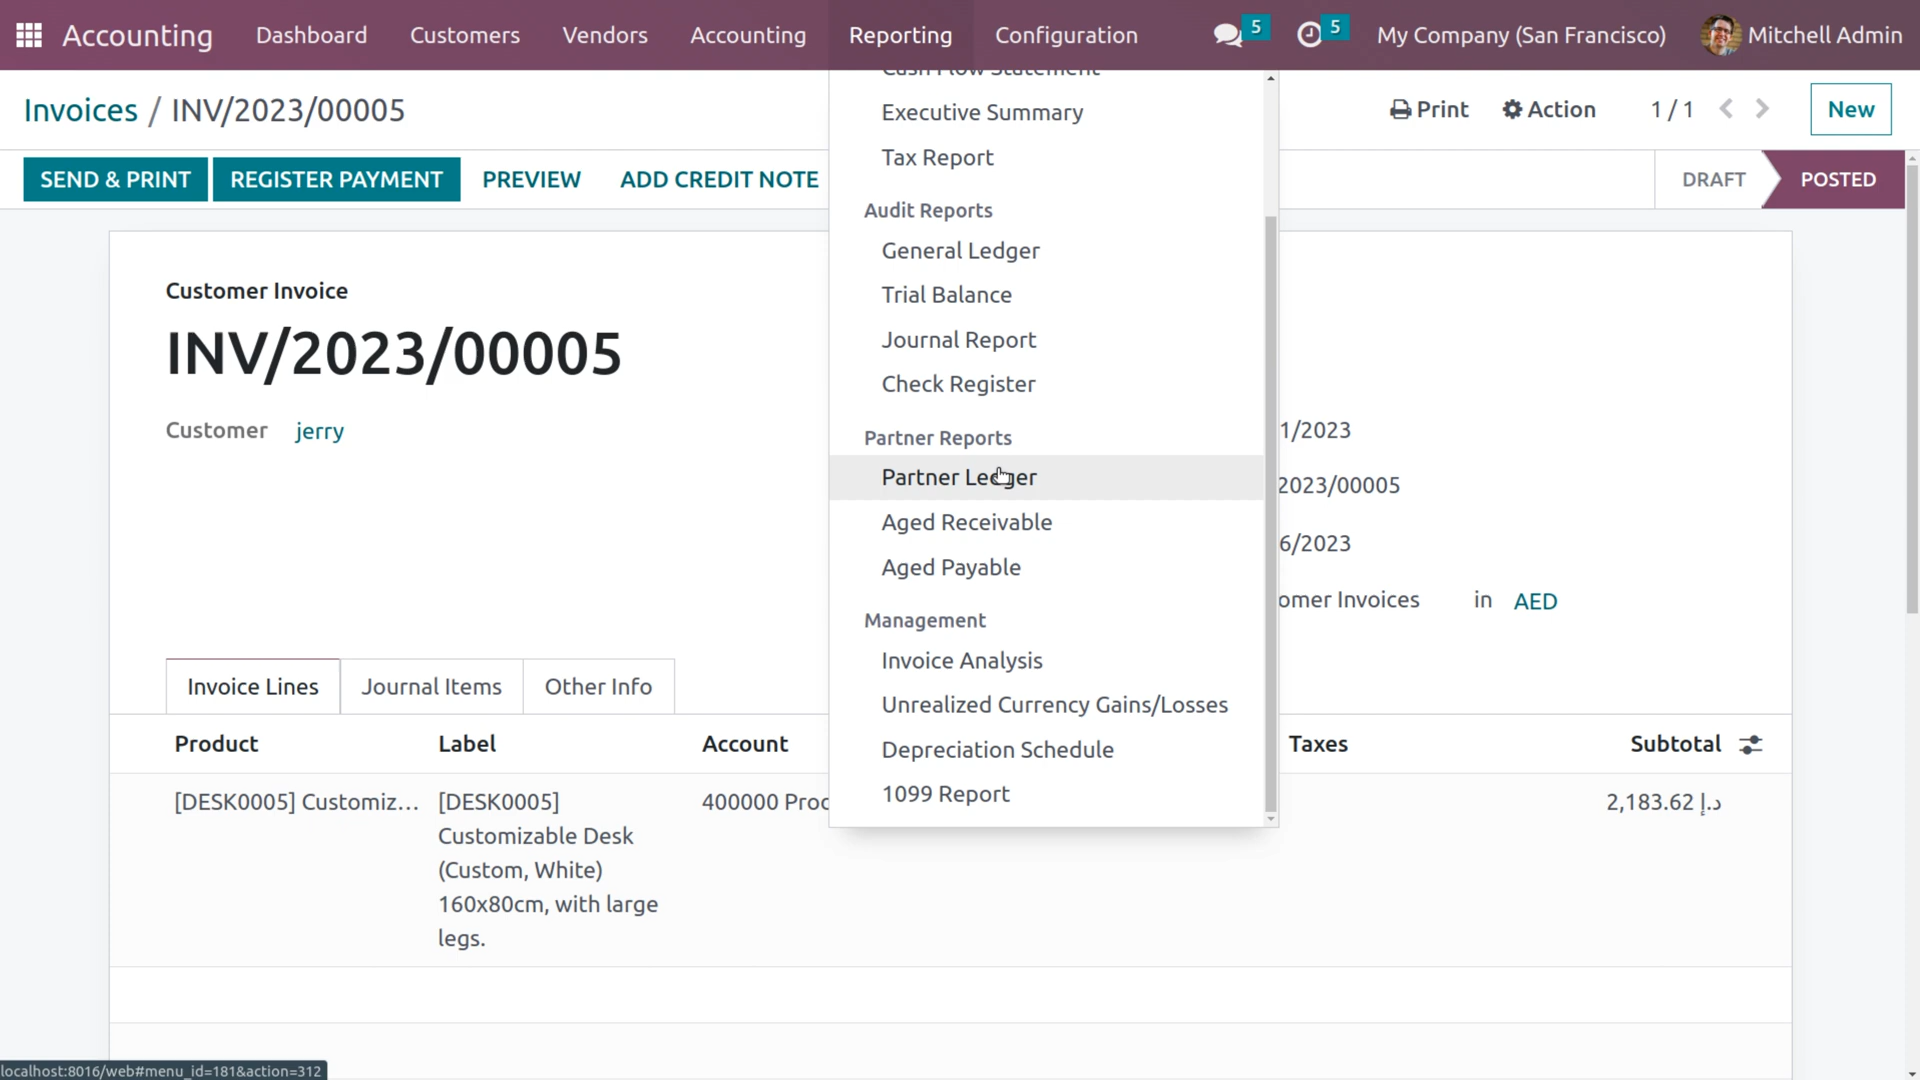 Accounting Dashboard Customers Vendors Accounting Reporting Configuration 5 5 My Company (San Francisco) Mitchell Admin
Cash Flow Statement
Invoices / INV/2023/00005
Executive Summary
Print Action 1 / 1 New
Tax Report
SEND & PRINT REGISTER PAYMENT PREVIEW ADD CREDIT NOTE
DRAFT POSTED
Audit Reports
General Ledger
Trial Balance
Journal Report
Check Register
Partner Reports
Partner Ledger
Aged Receivable
Aged Payable
Management
Invoice Analysis
Unrealized Currency Gains/Losses
Depreciation Schedule
1099 Report
Customer Invoice
INV/2023/00005
Customer jerry
1/2023
2023/00005
6/2023
omer Invoices in AED
Invoice Lines Journal Items Other Info
Product Label Account Taxes Subtotal
[DESK0005] Customiz... [DESK0005] 400000 Proc 2,183.62 د.إ
Customizable Desk
(Custom, White)
160x80cm, with large
legs.
localhost:8016/web#menu_id=181&action=312